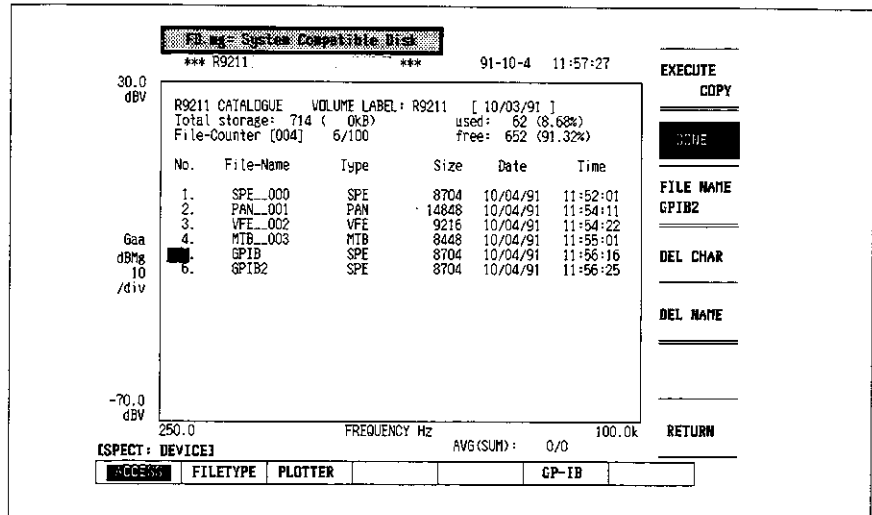 FD.mg= System Compatible Disk
*** R9211 *** 91-10-4 11:57:27
30.0
dBV
R9211 CATALOGUE VOLUME LABEL: R9211 [ 10/03/91 ]
Total storage: 714 ( 0kB) used: 62 (8.68%)
File-Counter [004] 6/100 free: 652 (91.32%)
No. File-Name Type Size Date Time
1. SPE__000 SPE 8704 10/04/91 11:52:01
2. PAN__001 PAN 14848 10/04/91 11:54:11
3. VFE__002 VFE 9216 10/04/91 11:54:22
4. MTB__003 MTB 8448 10/04/91 11:55:01
. GPIB SPE 8704 10/04/91 11:56:16
6. GPIB2 SPE 8704 10/04/91 11:56:25
Gaa
dBMg
10
/div
-70.0
dBV
250.0 FREQUENCY Hz 100.0k
AVG(SUM): 0/0
[SPECT: DEVICE]
ACCESS FILETYPE PLOTTER GP-IB
EXECUTE
COPY
DONE
FILE NAME
GPIB2
DEL CHAR
DEL NAME
RETURN